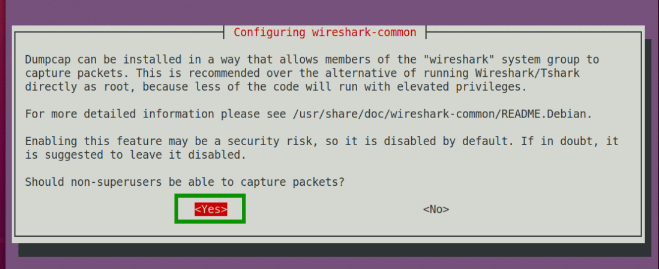 Configuring wireshark-common
Dumpcap can be installed in a way that allows members of the "wireshark" system group to
capture packets. This is recommended over the alternative of running Wireshark/Tshark
directly as root, because less of the code will run with elevated privileges.
For more detailed information please see /usr/share/doc/wireshark-common/README.Debian.
Enabling this feature may be a security risk, so it is disabled by default. If in doubt, it
is suggested to leave it disabled.
Should non-superusers be able to capture packets?
<Yes> <No>